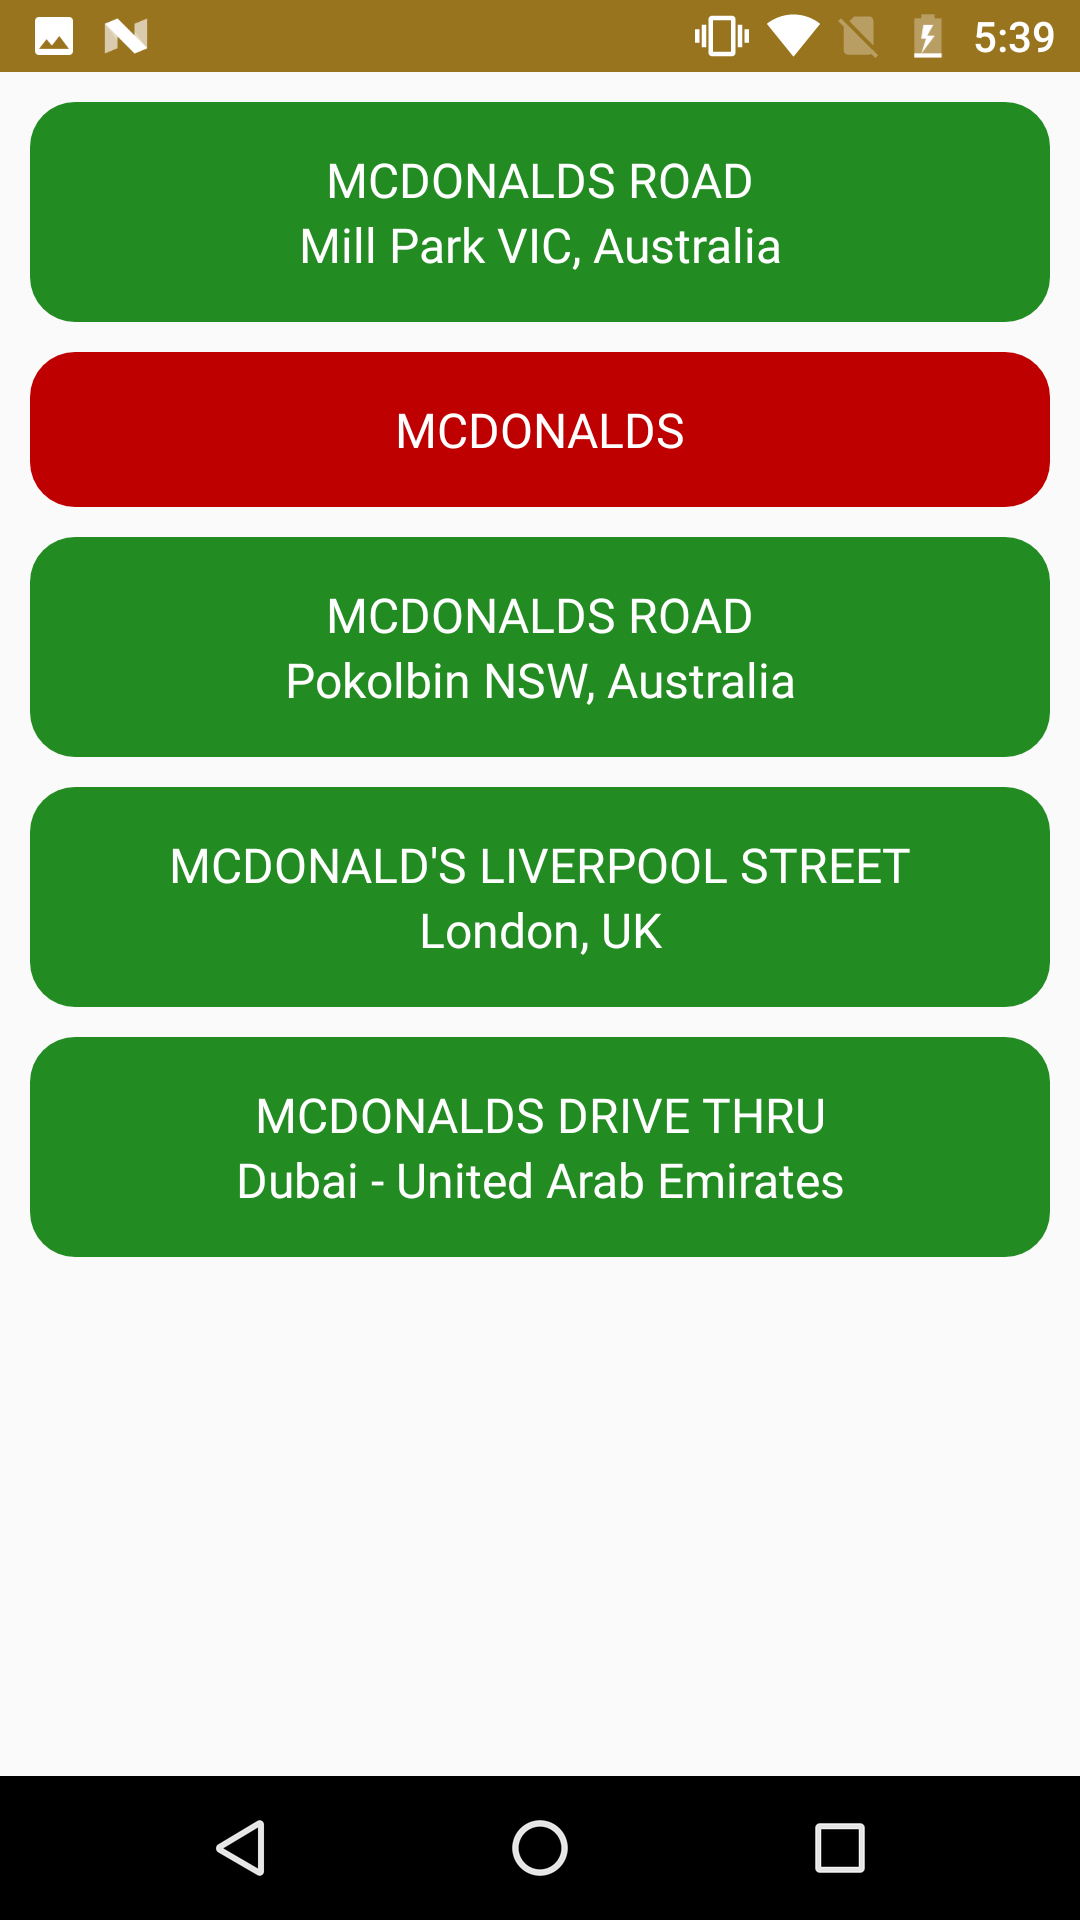 5:39
MCDONALDS ROAD
Mill Park VIC, Australia
MCDONALDS
MCDONALDS ROAD
Pokolbin NSW, Australia
MCDONALD'S LIVERPOOL STREET
London, UK
MCDONALDS DRIVE THRU
Dubai - United Arab Emirates